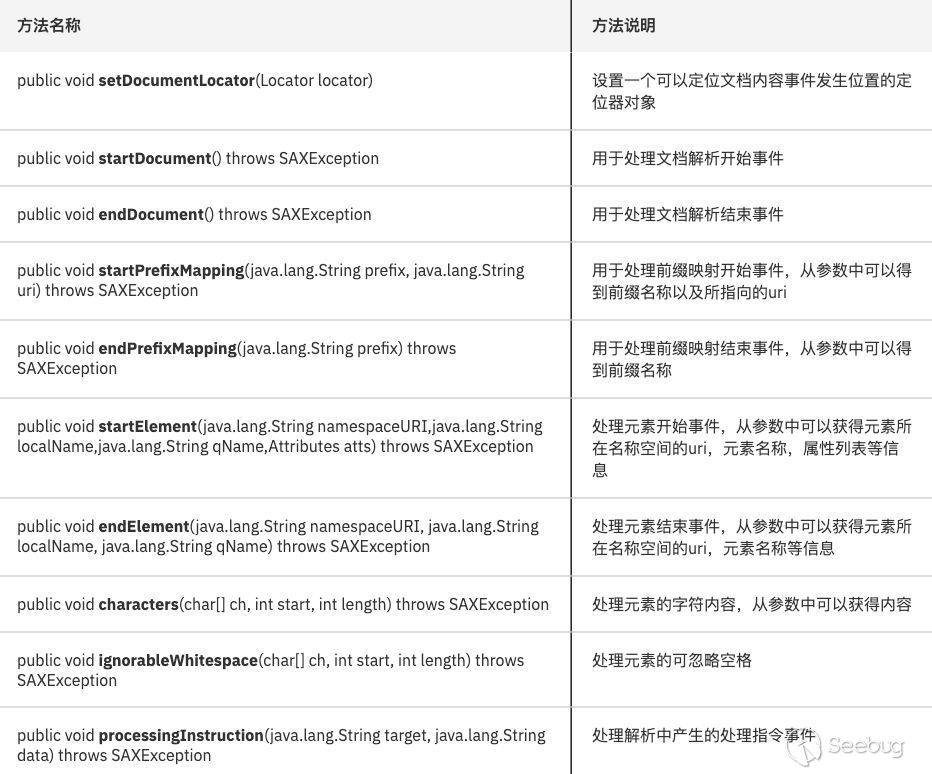 方法名称
方法说明
public void setDocumentLocator(Locator locator)
设置一个可以定位文档内容事件发生位置的定
位器对象
public void startDocument() throws SAXException
用于处理文档解析开始事件
public void endDocument() throws SAXException
用于处理文档解析结束事件
public void startPrefixMapping(java.lang.String prefix, java.lang.String
uri) throws SAXException
用于处理前缀映射开始事件，从参数中可以得
到前缀名称以及所指向的uri
public void endPrefixMapping(java.lang.String prefix) throws
SAXException
用于处理前缀映射结束事件，从参数中可以得
到前缀名称
public void startElement(java.lang.String namespaceURI,java.lang.String
localName,java.lang.String qName,Attributes atts) throws SAXException
处理元素开始事件，从参数中可以获得元素所
在名称空间的uri，元素名称，属性列表等信
息
public void endElement(java.lang.String namespaceURI, java.lang.String
localName, java.lang.String qName) throws SAXException
处理元素结束事件，从参数中可以获得元素所
在名称空间的uri，元素名称等信息
public void characters(char[] ch, int start, int length) throws SAXException
处理元素的字符内容，从参数中可以获得内容
public void ignorableWhitespace(char[] ch, int start, int length) throws
SAXException
处理元素的可忽略空格
public void processingInstruction(java.lang.String target, java.lang.String
data) throws SAXException
处理解析中产生的处理指令事件
Seebug